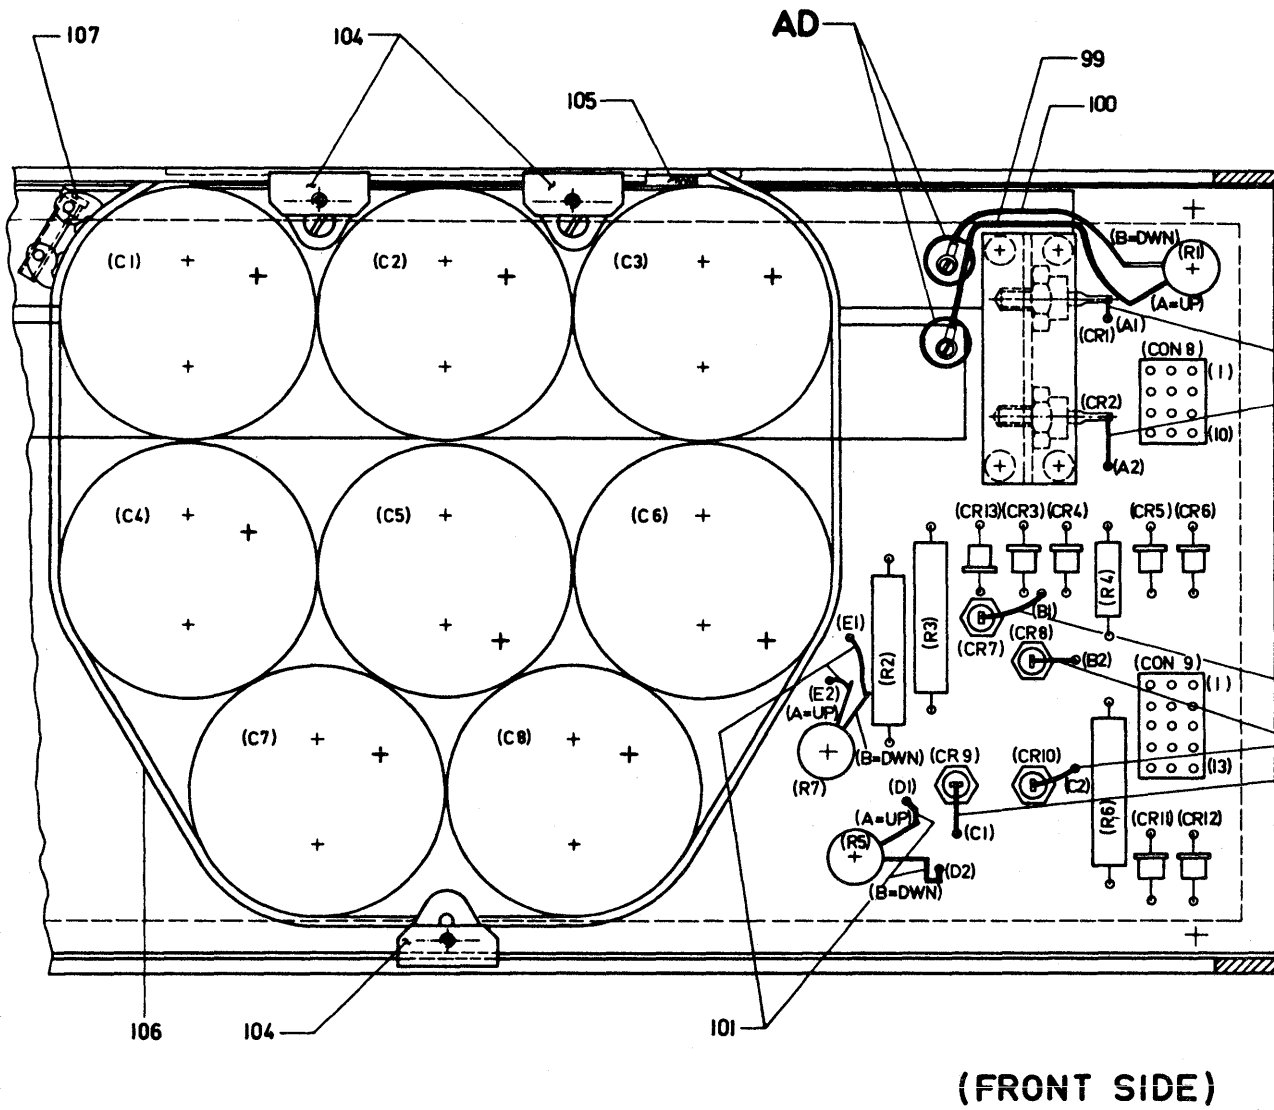 AD
107
104
99
105
100
(B=DWN)
(R1)
(C1)
(C2)
(C3)
(A=UP)
(CR1)
(A1)
(CON 8)
(1)
(CR2)
(10)
(A2)
(C4)
(C5)
(C6)
(CR13)
(CR3)
(CR4)
(CR5)
(CR6)
(R4)
(B1)
(E1)
(R3)
(CR7)
(CR8)
(R2)
(B2)
(CON 9)
(1)
(E2)
(A=UP)
(C7)
(C8)
(B=DWN)
(CR9)
(CR10)
(13)
(R7)
(D1)
(C2)
(A=UP)
(R6)
(R5)
(C1)
(CR11)
(CR12)
(D2)
(B=DWN)
106
104
101
(FRONT SIDE)